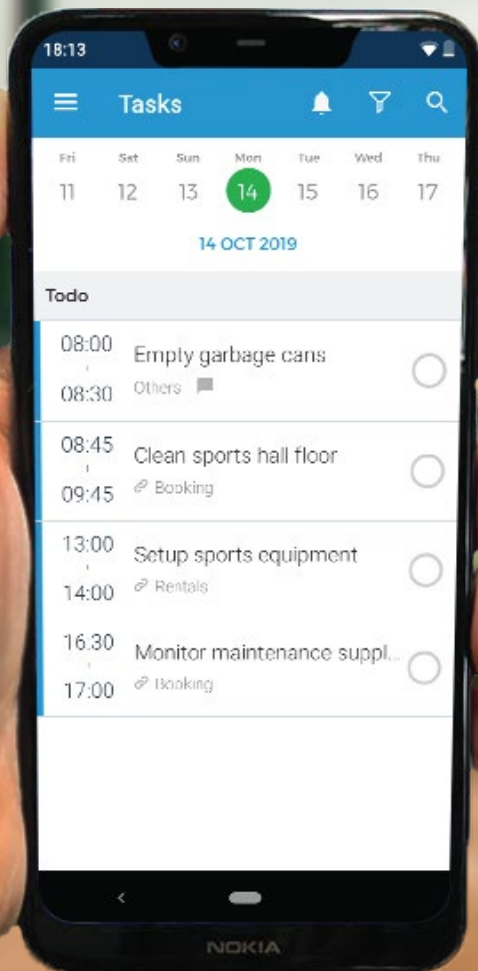 18:13
Tasks
Fri Sat Sun Mon Tue Wed Thu
11 12 13 14 15 16 17
14 OCT 2019
Todo
08:00
Empty garbage cans
Others
08:30
08:45
Clean sports hall floor
Booking
09:45
13:00
Setup sports equipment
Rentals
14:00
16:30
Monitor maintenance suppl...
Booking
17:00
NOKIA